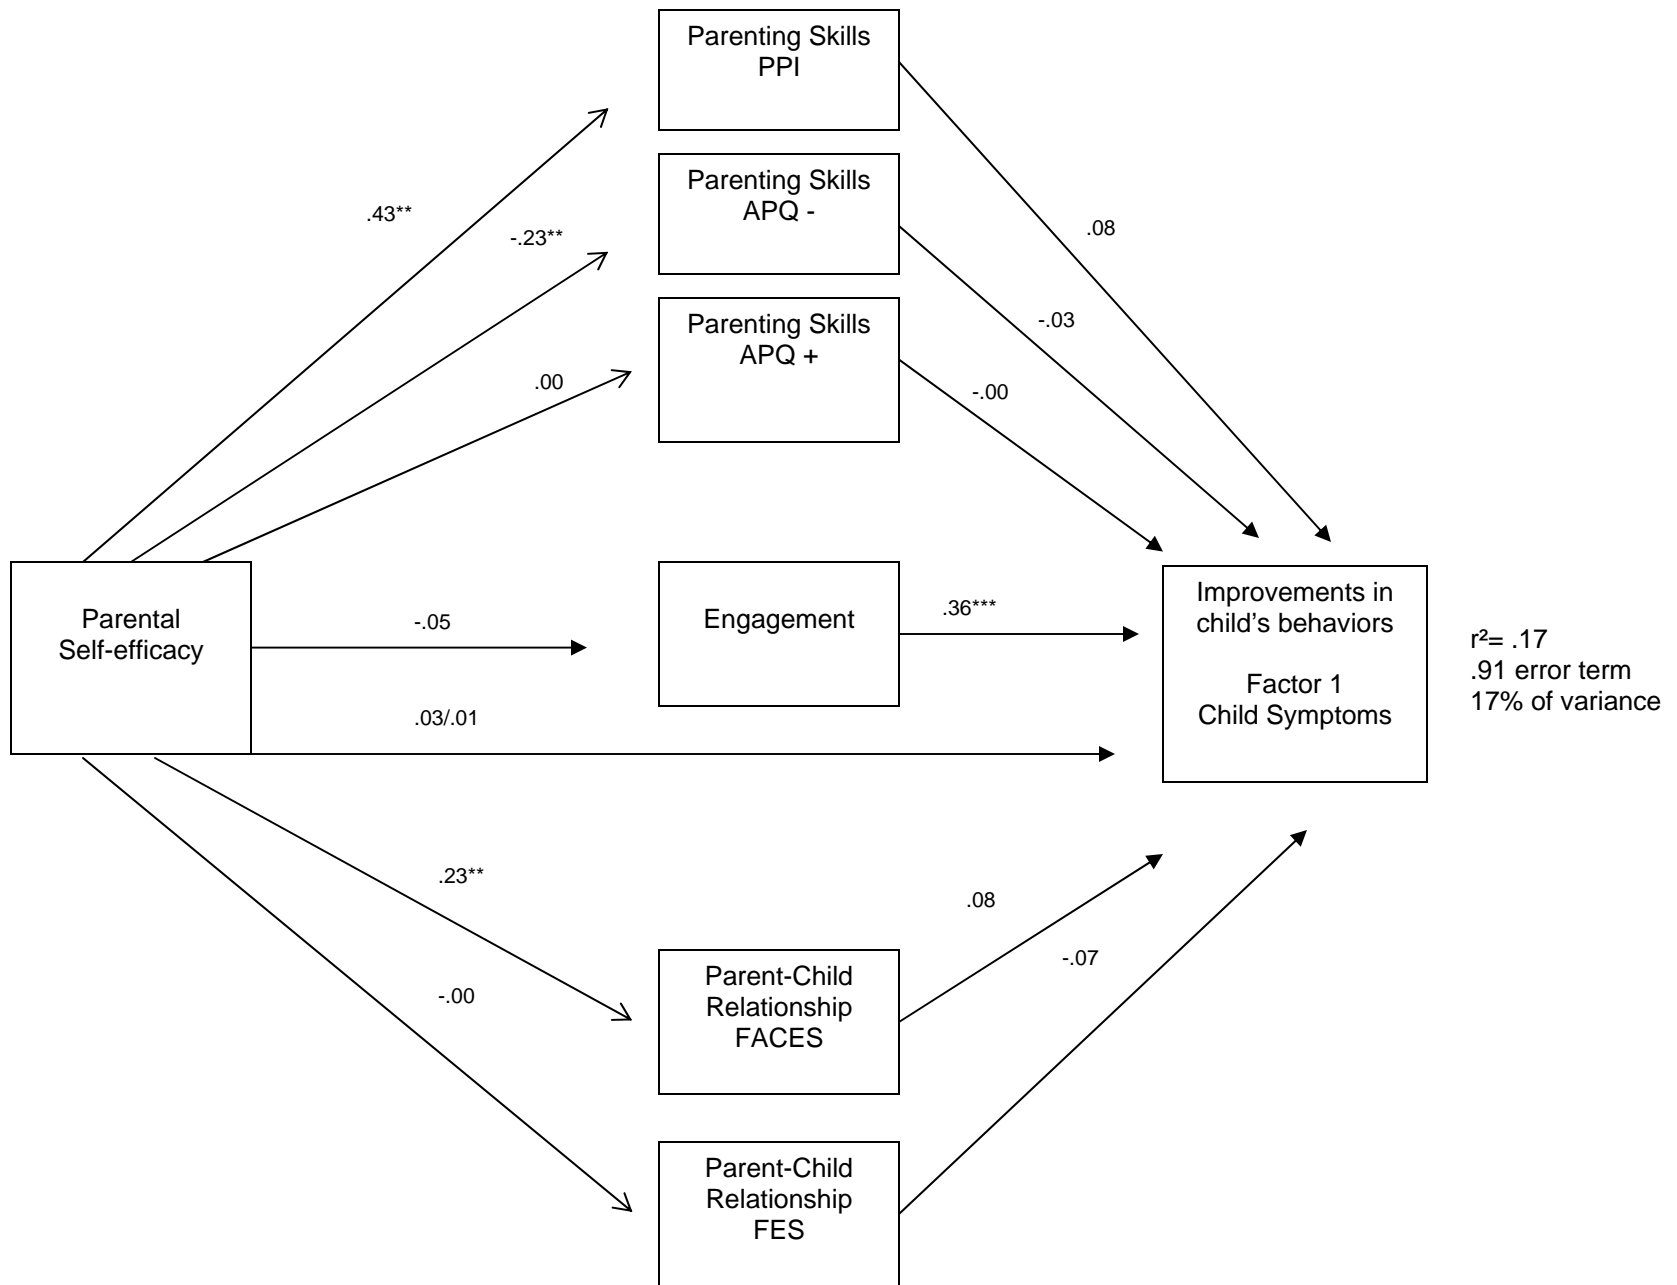 Parenting Skills
PPI
Parenting Skills
APQ -
Parenting Skills
APQ +
.43**
-.23**
.00
.08
-.03
-.00
Parental
Self-efficacy
-.05
Engagement
.36***
.03/.01
Improvements in
child's behaviors
Factor 1
Child Symptoms
r²= .17
.91 error term
17% of variance
.23**
-.00
.08
-.07
Parent-Child
Relationship
FACES
Parent-Child
Relationship
FES